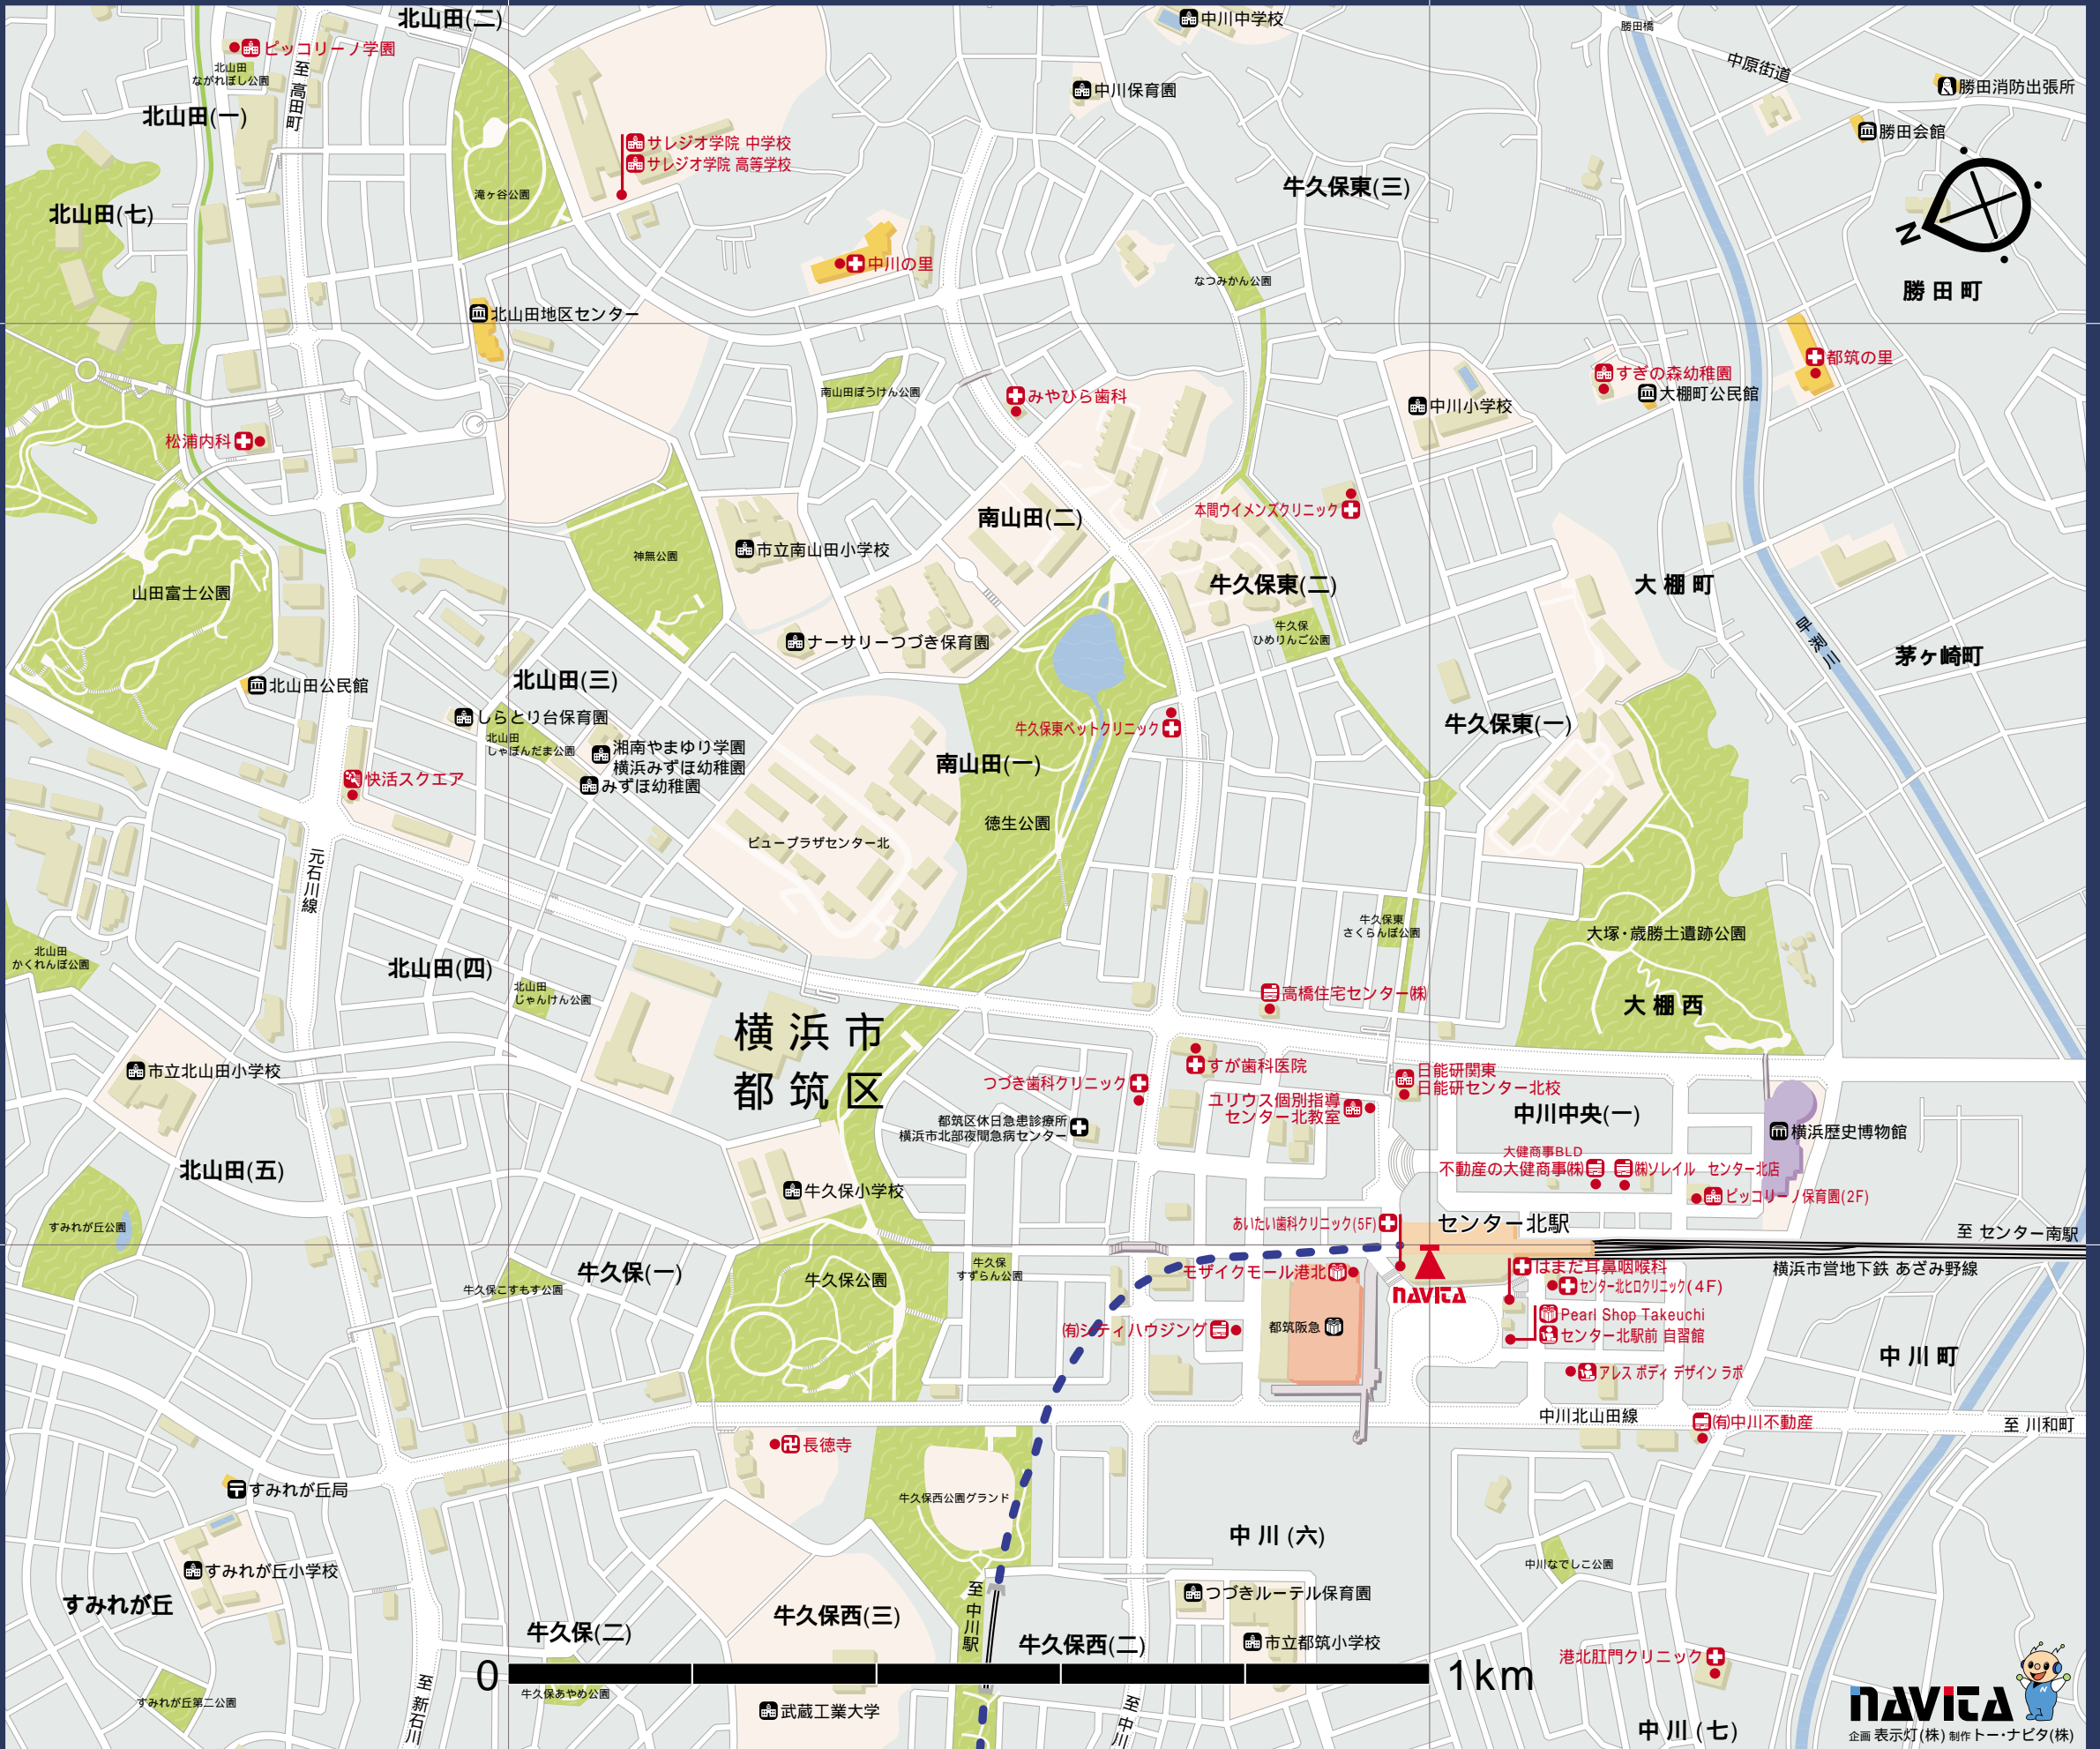 北山田(二)
中川中学校
勝田橋
中原街道
ピッコリーノ学園
北山田
ながれぼし公園
至 高田町
中川保育園
勝田消防出張所
北山田(一)
勝田会館
サレジオ学院 中学校
サレジオ学院 高等学校
滝ヶ谷公園
牛久保東(三)
北山田(七)
N
中川の里
なつみかん公園
勝田町
北山田地区センター
都筑の里
すぎの森幼稚園
大棚町公民館
南山田ぼうけん公園
みやひら歯科
中川小学校
松浦内科
本間ウイメンズクリニック
南山田(二)
市立南山田小学校
神無公園
牛久保東(二)
大棚町
山田富士公園
牛久保
ひめりんご公園
早渕川
ナーサリーつづき保育園
茅ヶ崎町
北山田(三)
北山田公民館
しらとり台保育園
北山田
しゃぼんだま公園
湘南やまゆり学園
横浜みずほ幼稚園
みずほ幼稚園
牛久保東ペットクリニック
牛久保東(一)
南山田(一)
快活スクエア
徳生公園
ビュープラザセンター北
元石川線
牛久保東
さくらんぼ公園
大塚・歳勝土遺跡公園
北山田
かくれんぼ公園
北山田(四)
北山田
じゃんけん公園
高橋住宅センター㈱
大棚西
横浜市
都筑区
すが歯科医院
市立北山田小学校
つづき歯科クリニック
日能研関東
日能研センター北校
ユリウス個別指導
センター北教室
中川中央(一)
都筑区休日急患診療所
横浜市北部夜間急病センター
横浜歴史博物館
大健商事BLD
不動産の大健商事㈱
㈱ソレイル センター北店
北山田(五)
牛久保小学校
ピッコリーノ保育園(2F)
すみれが丘公園
あいたい歯科クリニック(5F)
センター北駅
至 センター南駅
牛久保
すずらん公園
牛久保(一)
牛久保公園
モザイクモール港北
はまだ耳鼻咽喉科
横浜市営地下鉄 あざみ野線
牛久保こすもす公園
センター北ヒロクリニック(4F)
NAVITA
Pearl Shop Takeuchi
センター北駅前 自習館
㈲シティハウジング
都筑阪急
中川町
アレス ボディ デザイン ラボ
中川北山田線
㈲中川不動産
至 川和町
長徳寺
すみれが丘局
牛久保西公園グランド
中川(六)
すみれが丘小学校
中川なでしこ公園
至 中川駅
つづきルーテル保育園
すみれが丘
牛久保西(三)
牛久保(二)
牛久保西(二)
市立都筑小学校
港北肛門クリニック
0
1km
至 新石川
すみれが丘第二公園
牛久保あやめ公園
武蔵工業大学
至 中川
中川(七)
NAVITA
企画 表示灯(株) 制作 トー・ナビタ(株)